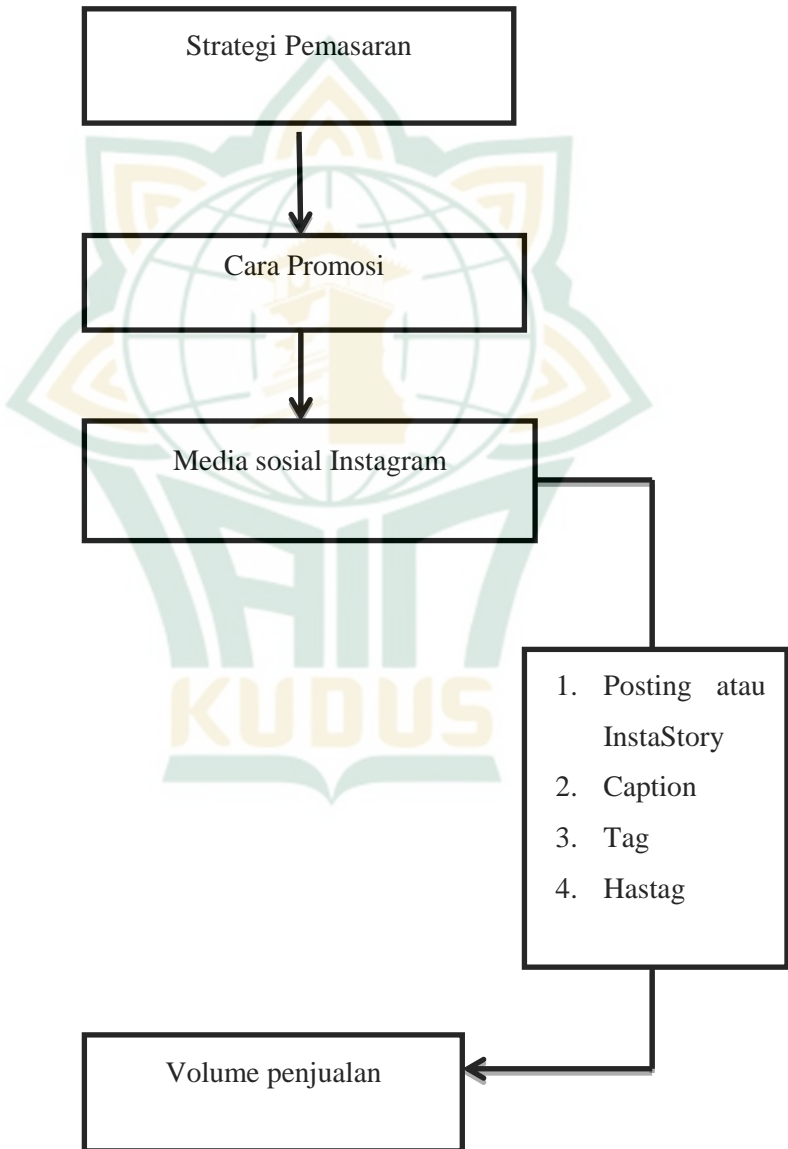 Strategi Pemasaran
Cara Promosi
Media sosial Instagram
1. Posting atau
InstaStory
2. Caption
3. Tag
4. Hastag
Volume penjualan
IAIN
KUDUS